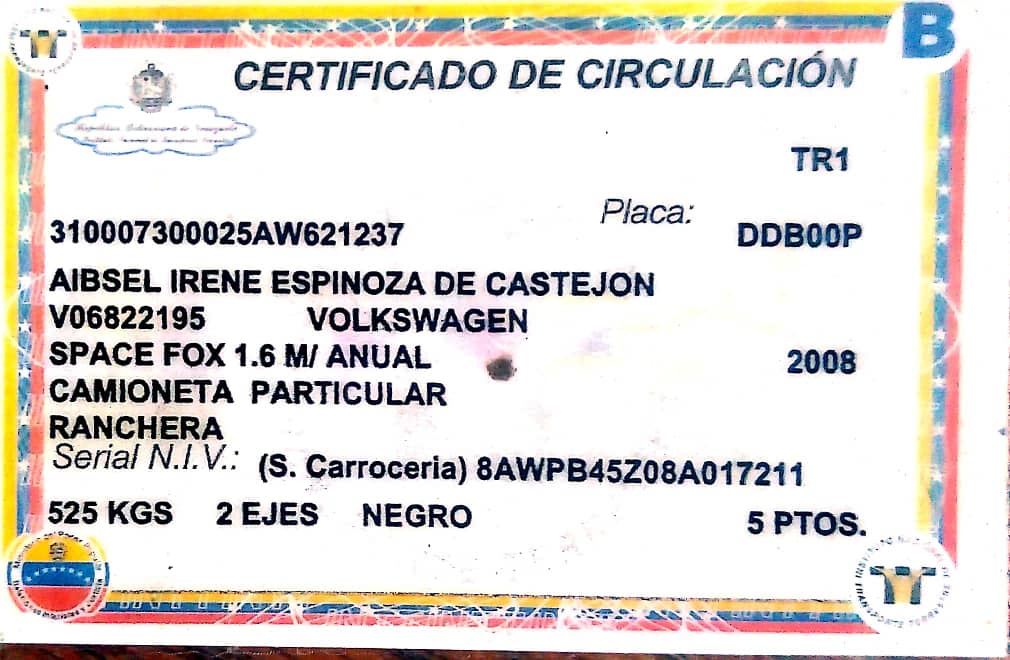 B
CERTIFICADO DE CIRCULACIÓN
República Bolivariana de Venezuela
TR1
Placa:
310007300025AW621237 DDB00P
AIBSEL IRENE ESPINOZA DE CASTEJON
V06822195 VOLKSWAGEN
SPACE FOX 1.6 M/ ANUAL 2008
CAMIONETA PARTICULAR
RANCHERA
Serial N.I.V.: (S. Carroceria) 8AWPB45Z08A017211
525 KGS 2 EJES NEGRO 5 PTOS.